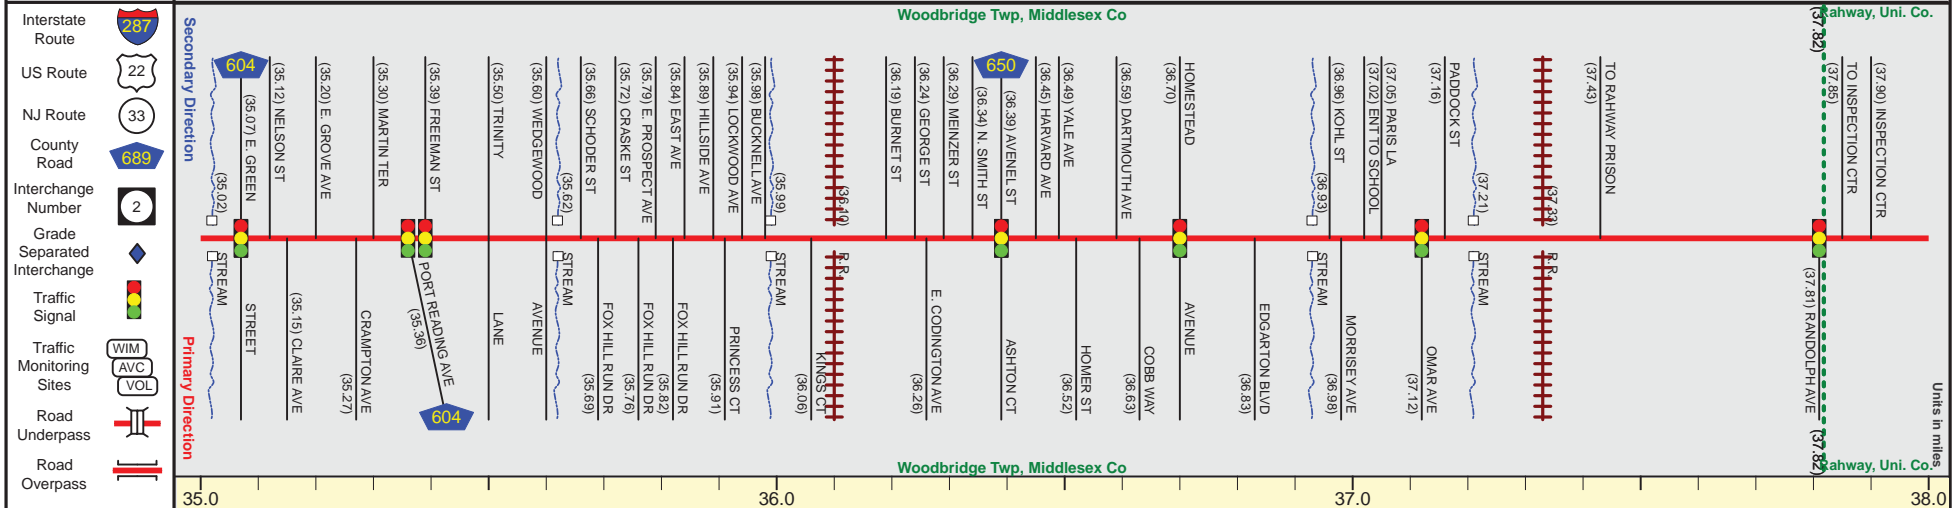 Interstate
Route
287
US Route
22
NJ Route
33
County
Road
689
Interchange
Number
2
Grade
Separated
Interchange
Traffic
Signal
Traffic
Monitoring
Sites
WIM
AVC
VOL
Road
Underpass
Road
Overpass
Secondary Direction
Primary Direction
Woodbridge Twp, Middlesex Co
Rahway, Uni. Co.
(37.82)
(35.02)
604
(35.07) E. GREEN
(35.12) NELSON ST
(35.20) E. GROVE AVE
(35.30) MARTIN TER
(35.39) FREEMAN ST
(35.50) TRINITY
(35.60) WEDGEWOOD
(35.62)
(35.66) SCHODER ST
(35.72) CRASKE ST
(35.79) E. PROSPECT AVE
(35.84) EAST AVE
(35.89) HILLSIDE AVE
(35.94) LOCKWOOD AVE
(35.98) BUCKNELL AVE
(35.99)
(36.10)
(36.19) BURNET ST
(36.24) GEORGE ST
(36.29) MEINZER ST
(36.34) N. SMITH ST
650
(36.39) AVENEL ST
(36.45) HARVARD AVE
(36.49) YALE AVE
(36.59) DARTMOUTH AVE
(36.70)
HOMESTEAD
(36.93)
(36.96) KOHL ST
(37.02) ENT TO SCHOOL
(37.05) PARIS LA
(37.16)
PADDOCK ST
(37.21)
(37.33)
(37.43)
TO RAHWAY PRISON
(37.85)
TO INSPECTION CTR
(37.90) INSPECTION CTR
STREAM
STREET
(35.15) CLAIRE AVE
CRAMPTON AVE
(35.27)
PORT READING AVE
(35.36)
604
LANE
AVENUE
STREAM
FOX HILL RUN DR
(35.69)
FOX HILL RUN DR
(35.76)
FOX HILL RUN DR
(35.82)
PRINCESS CT
(35.91)
STREAM
KINGS CT
(36.06)
R.R
E. CODINGTON AVE
(36.26)
ASHTON CT
HOMER ST
(36.52)
COBB WAY
(36.63)
AVENUE
EDGARTON BLVD
(36.83)
STREAM
MORRISEY AVE
(36.98)
OMAR AVE
(37.12)
STREAM
R.R
(37.81) RANDOLPH AVE
(37.82)
Woodbridge Twp, Middlesex Co
Rahway, Uni. Co.
Units in miles
35.0
36.0
37.0
38.0